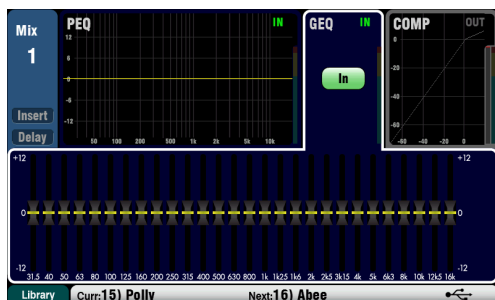 Mix
1
Insert
Delay
PEQ IN
12
6
0
-6
-12
50 100 200 500 1k 2k 5k 10k
GEQ IN
In
COMP OUT
0
-20
-40
-60
-60 -40 -20 0
+12 +12
0 0
-12 -12
31.5 40 50 63 80 100 125 160 200 250 315 400 500 630 800 1k 1k25 1k6 2k 2k5 3k15 4k 5k 6k3 8k 10k 12k5 16k
Library Curr:15) Polly Next:16) Abee